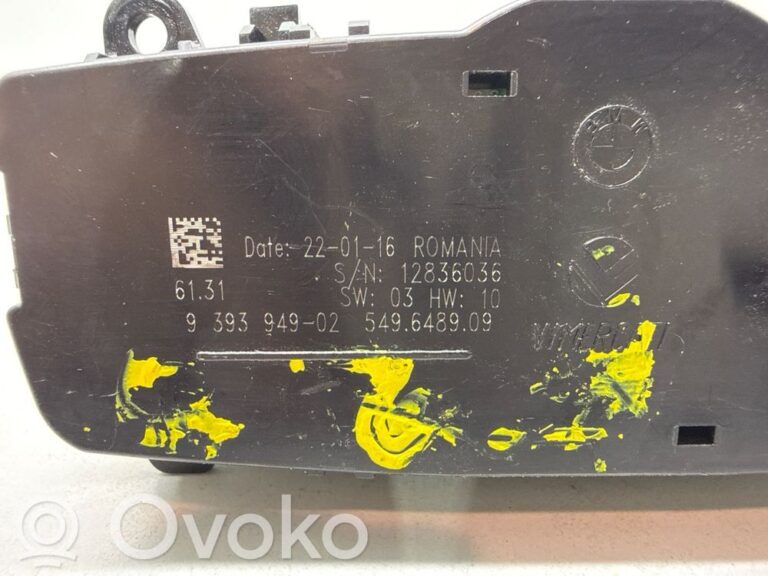 BMW
Date: 22-01-16 ROMANIA
S/N: 12836036
61.31 SW: 03 HW: 10
9 393 949-02 549.6489.09
Ovoko